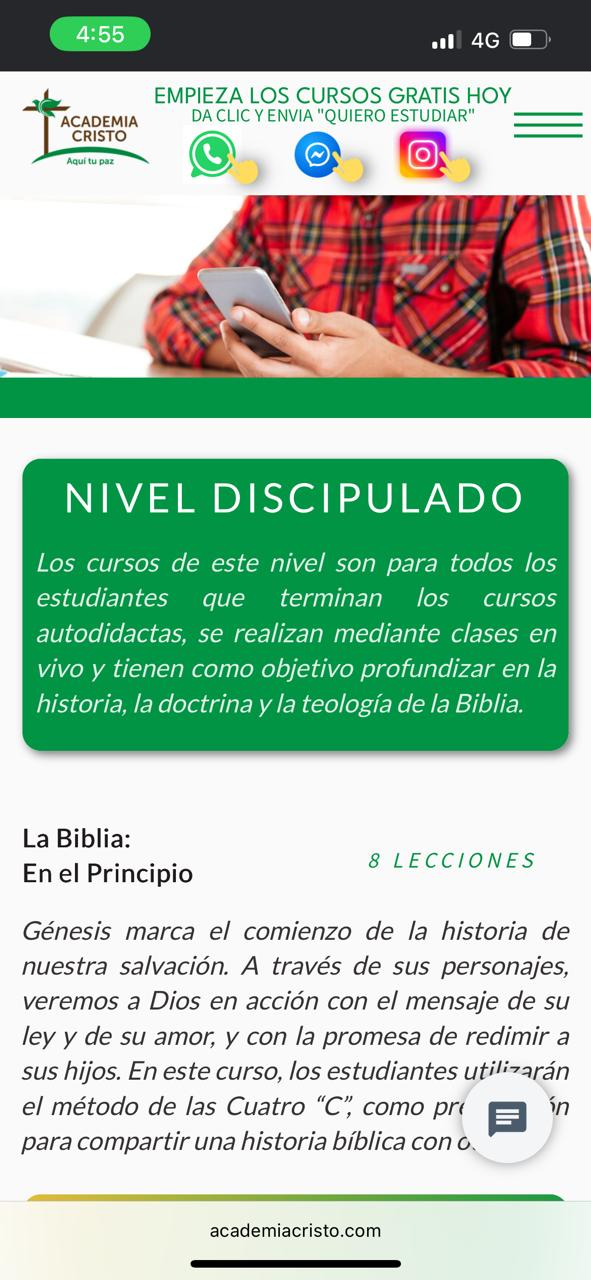 4:55
4G
ACADEMIA
CRISTO
Aquí tu paz
EMPIEZA LOS CURSOS GRATIS HOY
DA CLIC Y ENVIA "QUIERO ESTUDIAR"
NIVEL DISCIPULADO
Los cursos de este nivel son para todos los
estudiantes que terminan los cursos
autodidactas, se realizan mediante clases en
vivo y tienen como objetivo profundizar en la
historia, la doctrina y la teología de la Biblia.
La Biblia:
En el Principio
8 LECCIONES
Génesis marca el comienzo de la historia de
nuestra salvación. A través de sus personajes,
veremos a Dios en acción con el mensaje de su
ley y de su amor, y con la promesa de redimir a
sus hijos. En este curso, los estudiantes utilizarán
el método de las Cuatro “C”, como
para compartir una historia bíblica con
academiacristo.com